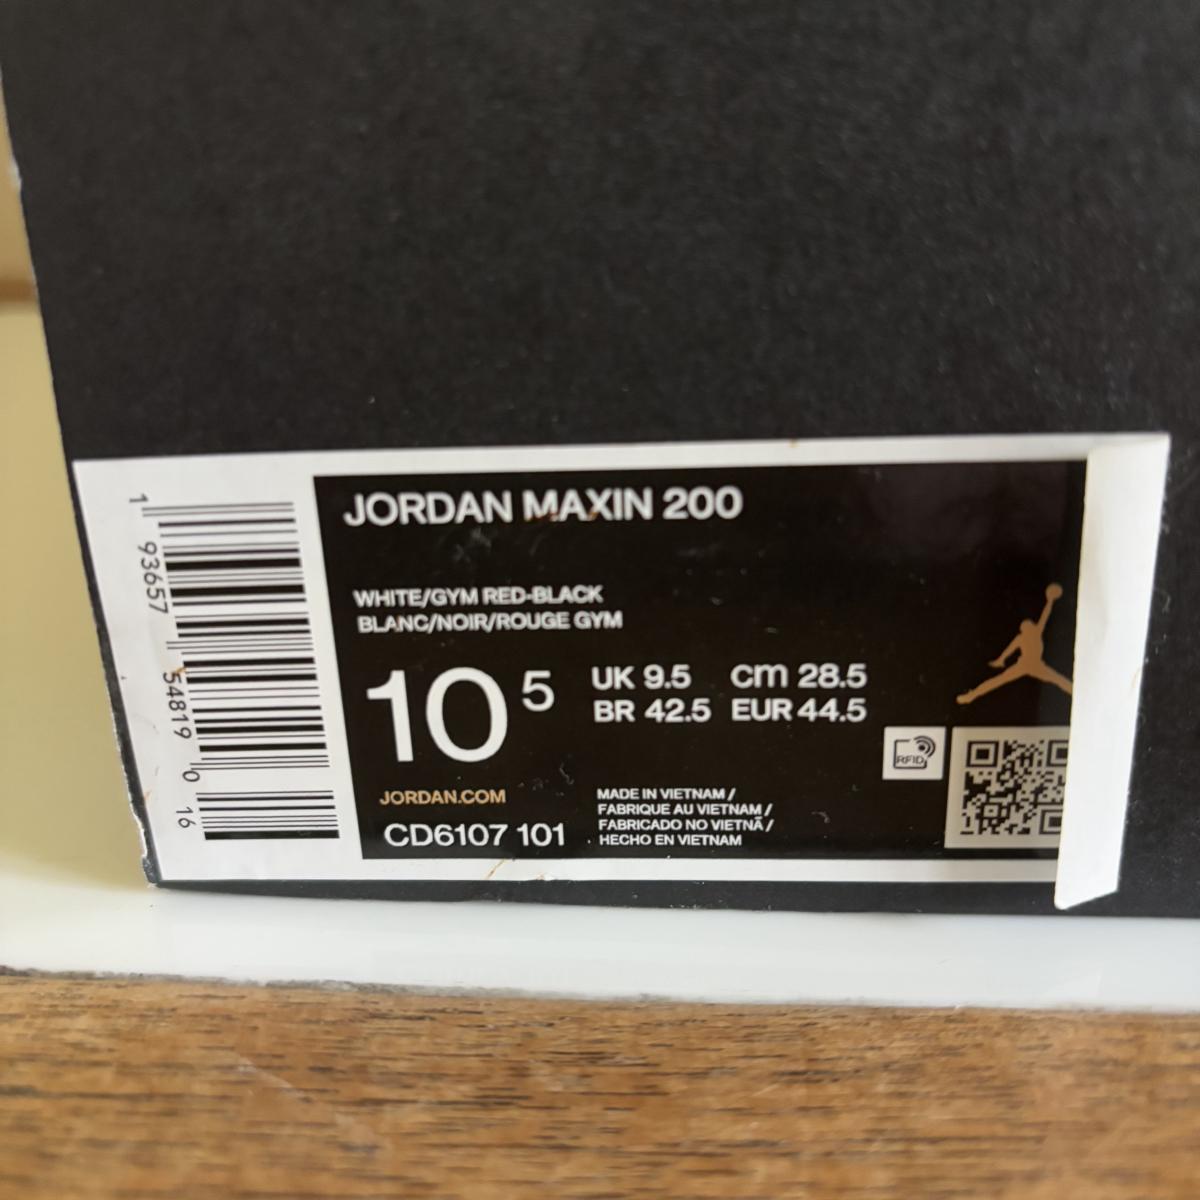 JORDAN MAXIN 200
WHITE/GYM RED-BLACK
BLANC/NOIR/ROUGE GYM
10 5
UK 9.5 cm 28.5
BR 42.5 EUR 44.5
RFID
JORDAN.COM
CD6107 101
MADE IN VIETNAM /
FABRIQUE AU VIETNAM /
FABRICADO NO VIETNÃ /
HECHO EN VIETNAM
1 93657 54819 0 16